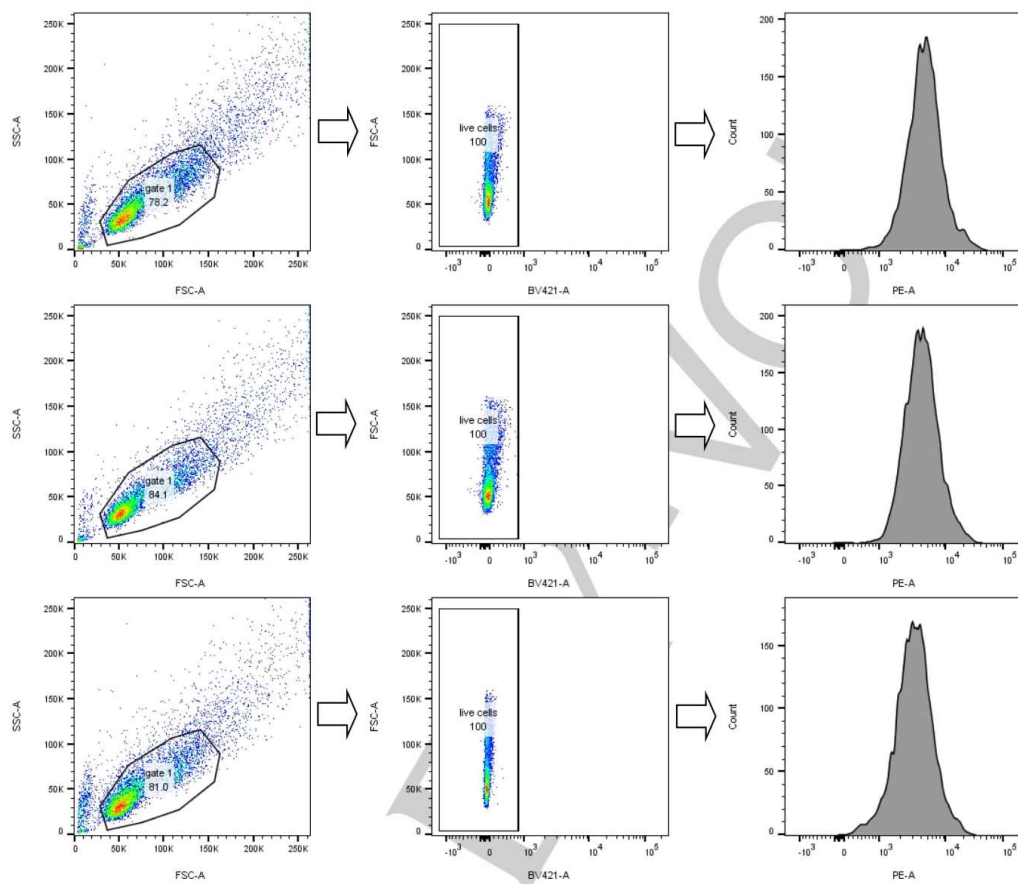 250K
200K
150K
100K
50K
0
SSC-A
gate 1
78.2
0 50K 100K 150K 200K 250K
FSC-A
250K
200K
150K
100K
50K
0
FSC-A
live cells
100
-10³ 0 10³ 10⁴ 10⁵
BV421-A
200
150
100
50
0
Count
-10³ 0 10³ 10⁴ 10⁵
PE-A
250K
200K
150K
100K
50K
0
SSC-A
gate 1
84.1
0 50K 100K 150K 200K 250K
FSC-A
250K
200K
150K
100K
50K
0
FSC-A
live cells
100
-10³ 0 10³ 10⁴ 10⁵
BV421-A
200
150
100
50
0
Count
-10³ 0 10³ 10⁴ 10⁵
PE-A
250K
200K
150K
100K
50K
0
SSC-A
gate 1
81.0
0 50K 100K 150K 200K 250K
FSC-A
250K
200K
150K
100K
50K
0
FSC-A
live cells
100
-10³ 0 10³ 10⁴ 10⁵
BV421-A
150
100
50
0
Count
-10³ 0 10³ 10⁴ 10⁵
PE-A